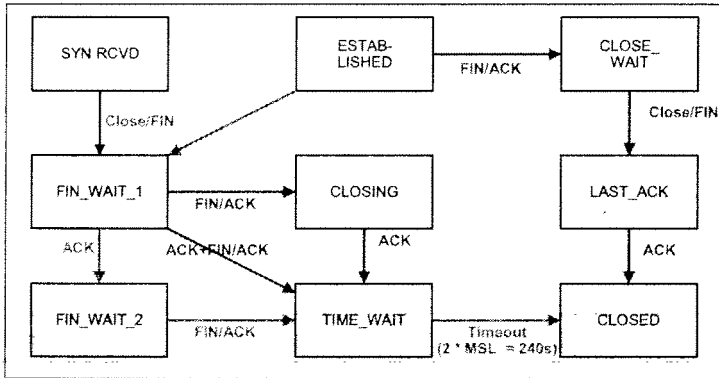 SYN RCVD
ESTAB-
LISHED
CLOSE_
WAIT
FIN/ACK
Close/FIN
Close/FIN
FIN_WAIT_1
CLOSING
LAST_ACK
FIN/ACK
ACK
ACK+FIN/ACK
ACK
ACK
FIN_WAIT_2
TIME_WAIT
CLOSED
FIN/ACK
Timeout
(2 * MSL = 240s)